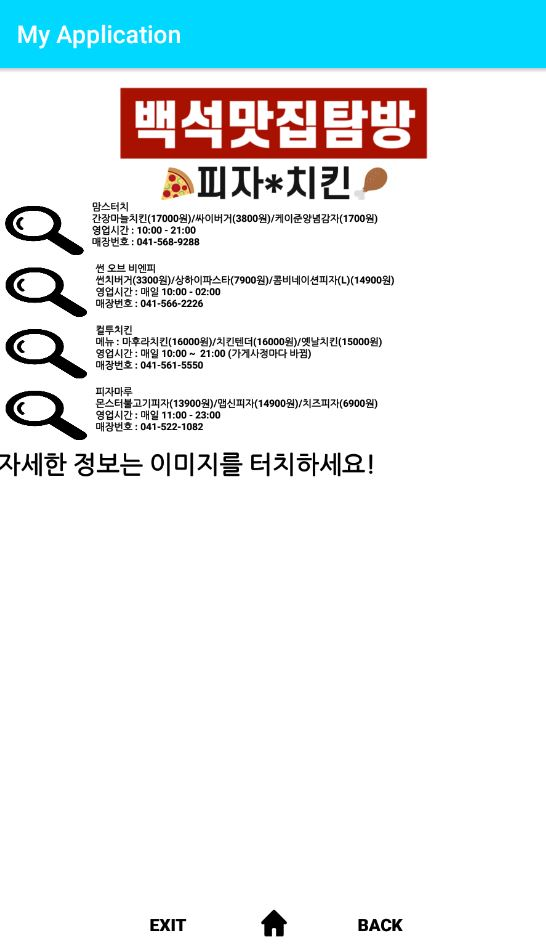 My Application
백석맛집탐방
피자*치킨
맘스터치
간장마늘치킨(17000원)/싸이버거(3800원)/케이준양념감자(1700원)
영업시간 : 10:00 - 21:00
매장번호 : 041-568-9288
썬 오브 비엔피
썬치버거(3300원)/상하이파스타(7900원)/콤비네이션피자(L)(14900원)
영업시간 : 매일 10:00 - 02:00
매장번호 : 041-566-2226
컬투치킨
메뉴 : 마후라치킨(16000원)/치킨텐더(16000원)/옛날치킨(15000원)
영업시간 : 매일 10:00 ~ 21:00 (가게사정마다 바뀜)
매장번호 : 041-561-5550
피자마루
몬스터불고기피자(13900원)/맵신피자(14900원)/치즈피자(6900원)
영업시간 : 매일 11:00 - 23:00
매장번호 : 041-522-1082
자세한 정보는 이미지를 터치하세요!
EXIT
BACK